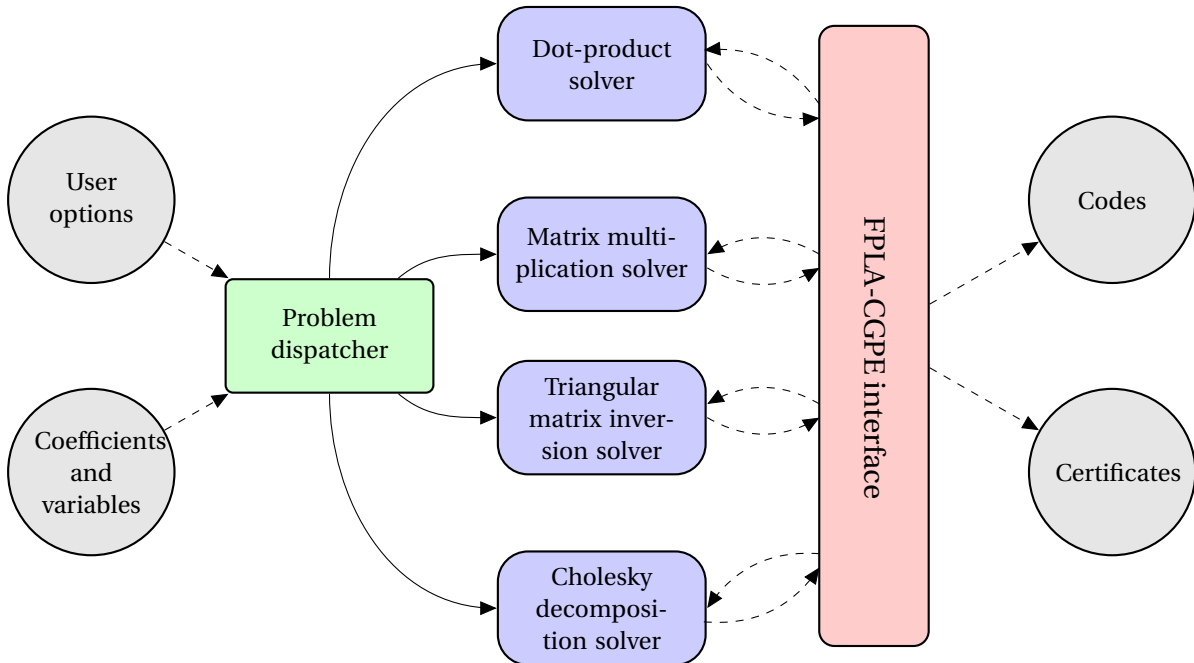 User
options
Coefficients
and
variables
Problem
dispatcher
Dot-product
solver
Matrix multi-
plication solver
Triangular
matrix inver-
sion solver
Cholesky
decomposi-
tion solver
FPLA-CGPE interface
Codes
Certificates